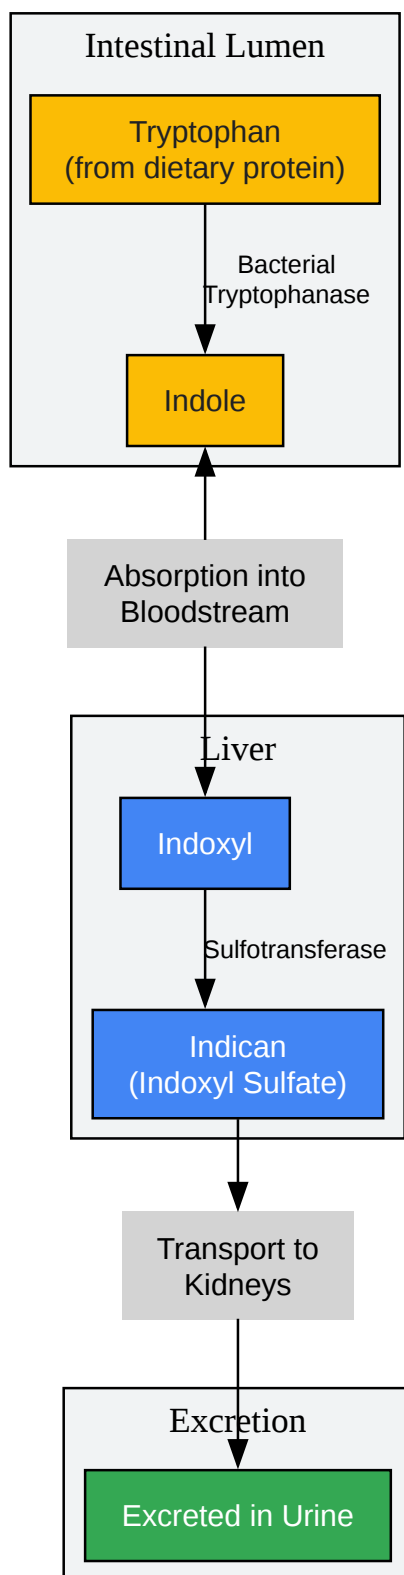 Intestinal Lumen
Tryptophan
(from dietary protein)
Bacterial
Tryptophanase
Indole
Absorption into
Bloodstream
Liver
Indoxyl
Sulfotransferase
Indican
(Indoxyl Sulfate)
Transport to
Kidneys
Excretion
Excreted in Urine